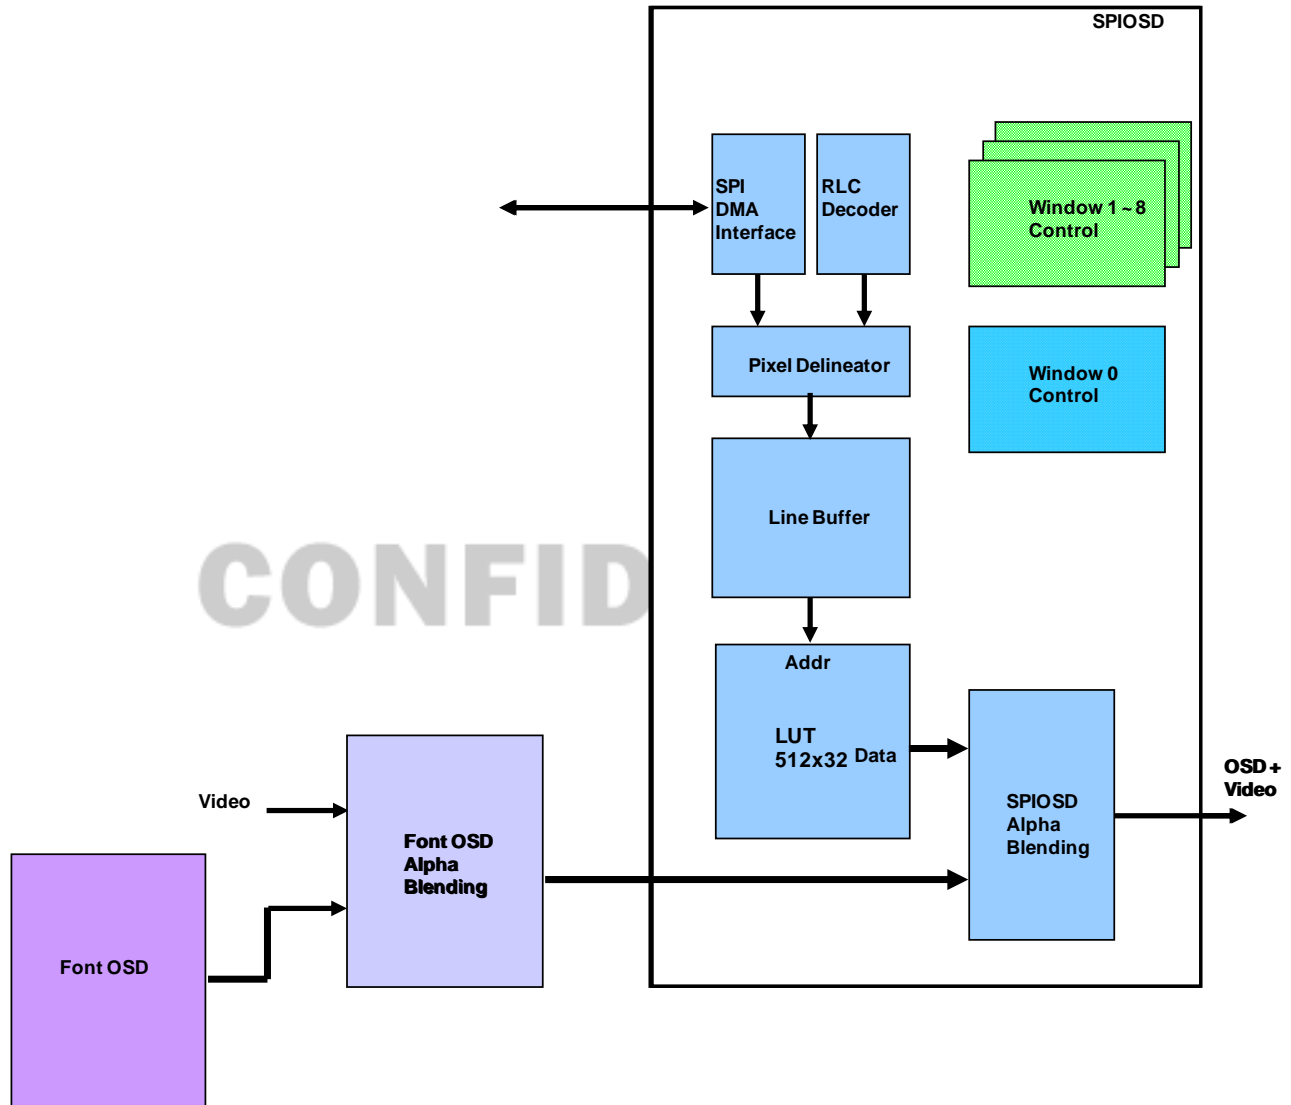 SPIOSD
SPI
DMA
Interface
RLC
Decoder
Window 1 ~ 8
Control
Pixel Delineator
Window 0
Control
Line Buffer
CONFID
Addr
LUT
512x32
Data
Video
Font OSD
Alpha
Blending
SPIOSD
Alpha
Blending
OSD +
Video
Font OSD